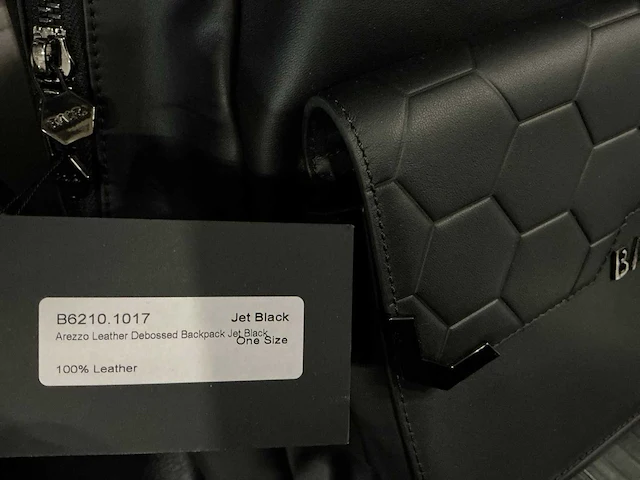 B6210.1017 Jet Black
Arezzo Leather Debossed Backpack Jet Black
One Size
100% Leather